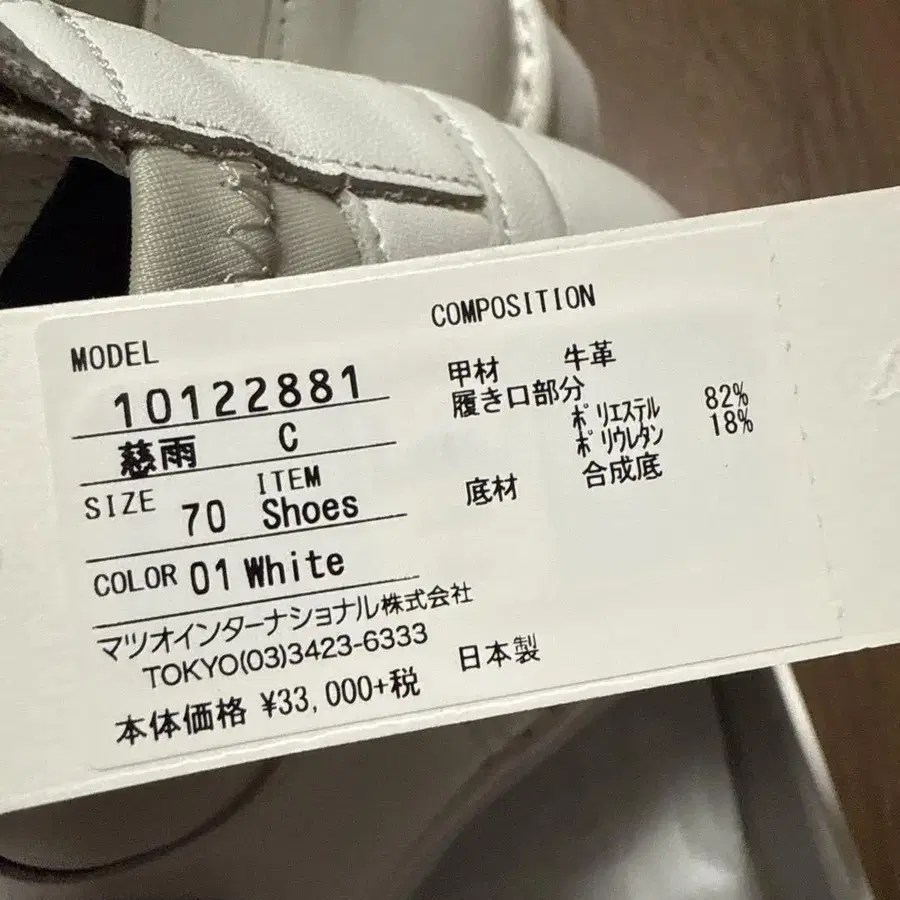 MODEL
10122881
慈雨 C
SIZE 70
ITEM Shoes
COLOR 01 White
マツオインターナショナル株式会社
TOKYO(03)3423-6333
本体価格 ¥33,000+税
日本製
COMPOSITION
甲材 牛革
履き口部分
ポリエステル 82%
ポリウレタン 18%
底材 合成底